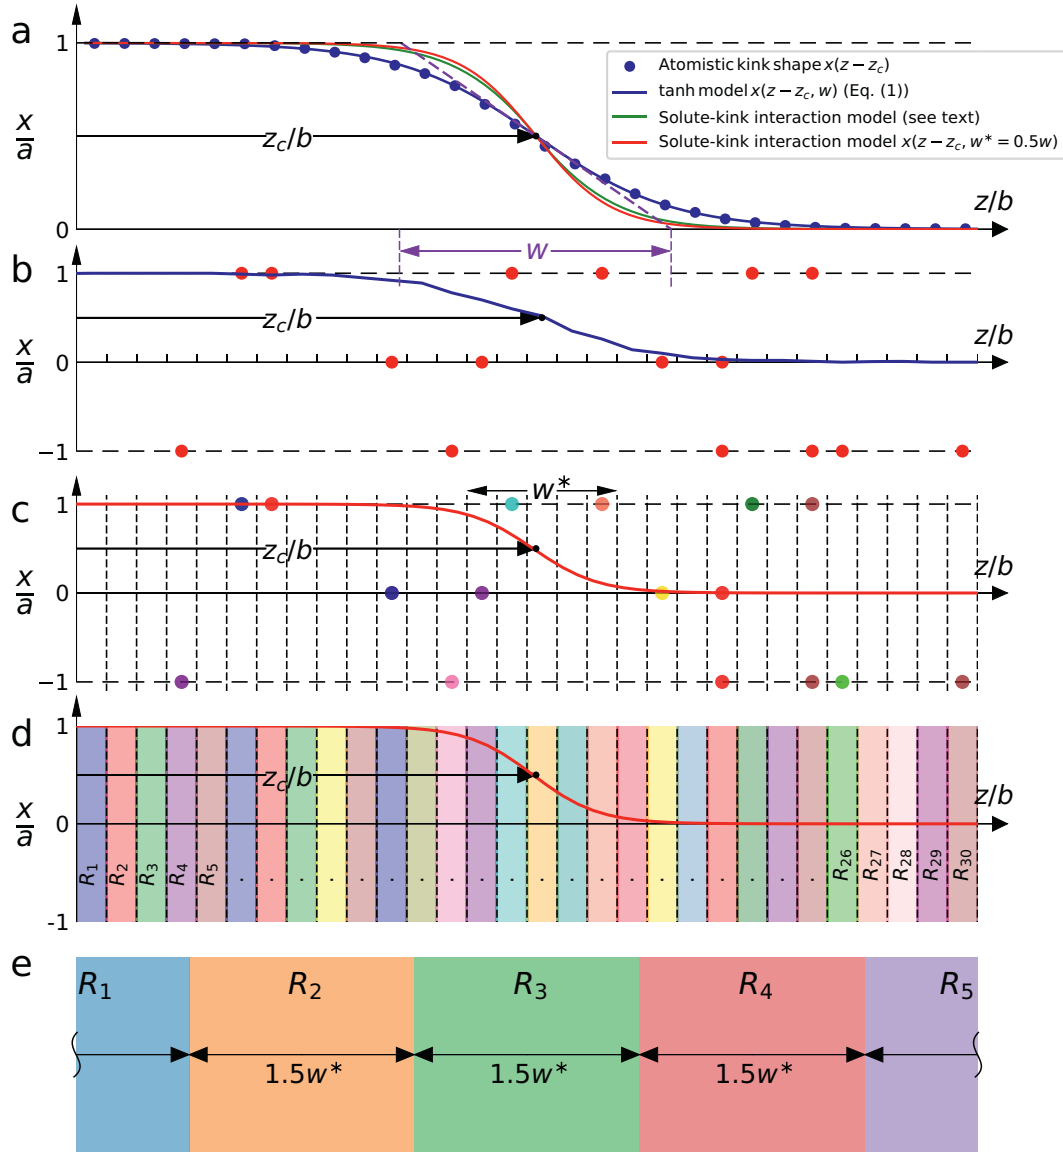 a
1
Atomistic kink shape x(z − z_c)
tanh model x(z − z_c, w) (Eq. (1))
Solute-kink interaction model (see text)
Solute-kink interaction model x(z − z_c, w* = 0.5w)
x/a
z_c/b
z/b
0
w
b
1
z_c/b
z/b
x/a
0
−1
c
1
w*
z_c/b
z/b
x/a
0
−1
d
1
z_c/b
z/b
x/a
0
R_1 R_2 R_3 R_4 R_5 . . . . . . . . . . . . . . . . . . . . R_26 R_27 R_28 R_29 R_30
-1
e
R_1 R_2 R_3 R_4 R_5
1.5w* 1.5w* 1.5w*